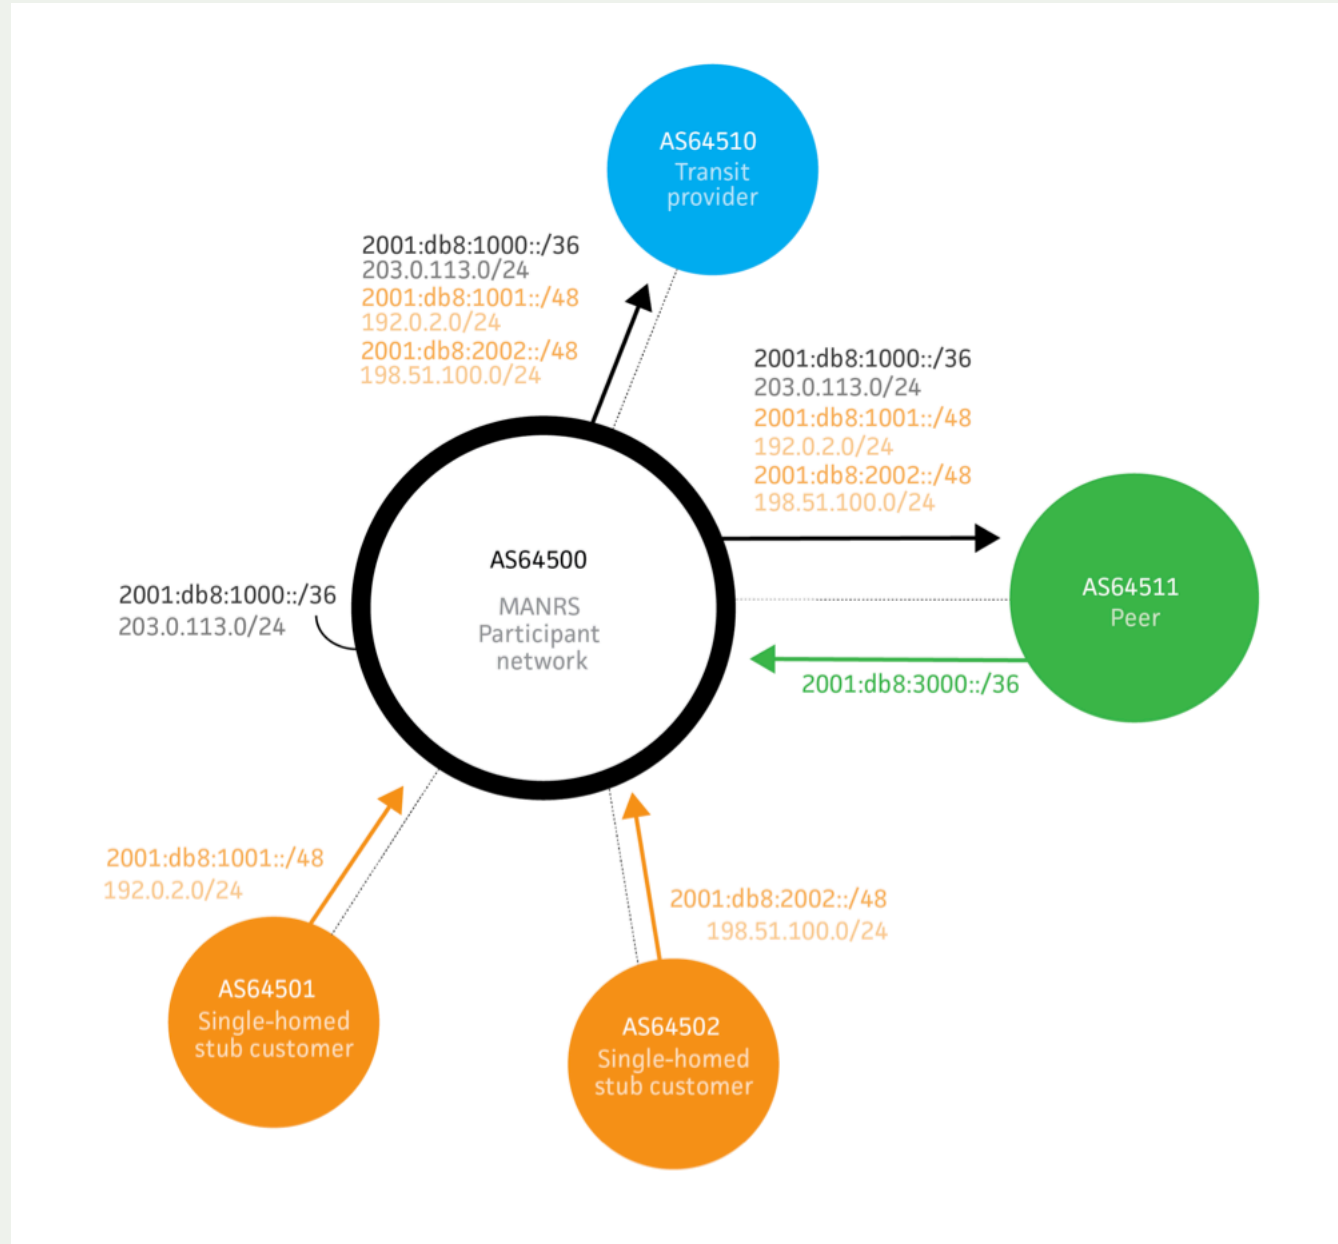 AS64510
Transit
provider
2001:db8:1000::/36
203.0.113.0/24
2001:db8:1001::/48
192.0.2.0/24
2001:db8:2002::/48
198.51.100.0/24
2001:db8:1000::/36
203.0.113.0/24
2001:db8:1001::/48
192.0.2.0/24
2001:db8:2002::/48
198.51.100.0/24
AS64500
MANRS
Participant
network
2001:db8:1000::/36
203.0.113.0/24
AS64511
Peer
2001:db8:3000::/36
2001:db8:1001::/48
192.0.2.0/24
2001:db8:2002::/48
198.51.100.0/24
AS64501
Single-homed
stub customer
AS64502
Single-homed
stub customer